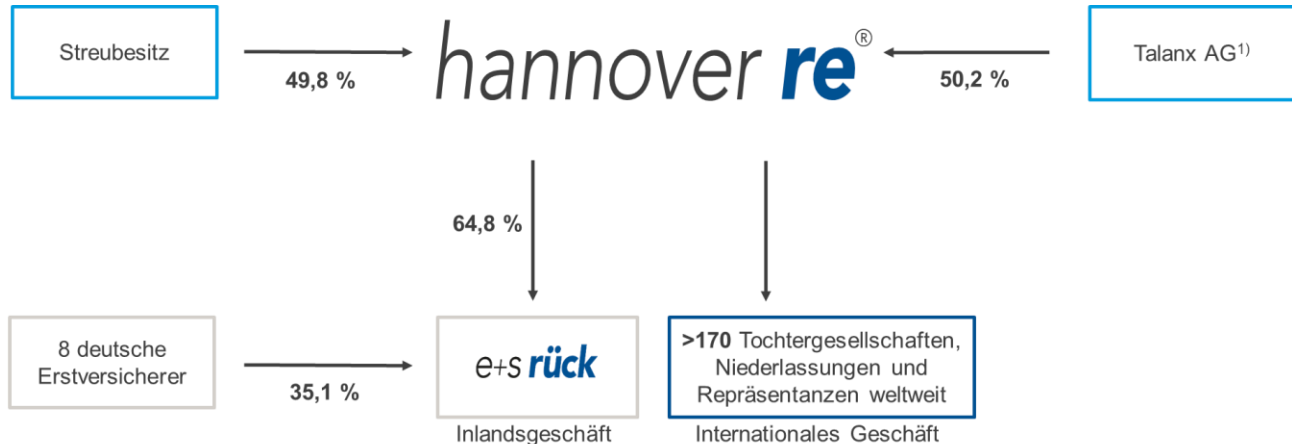 Streubesitz
49,8 %
hannover re®
50,2 %
Talanx AG1)
64,8 %
8 deutsche
Erstversicherer
35,1 %
e+s rück
Inlandsgeschäft
>170 Tochtergesellschaften,
Niederlassungen und
Repräsentanzen weltweit
Internationales Geschäft